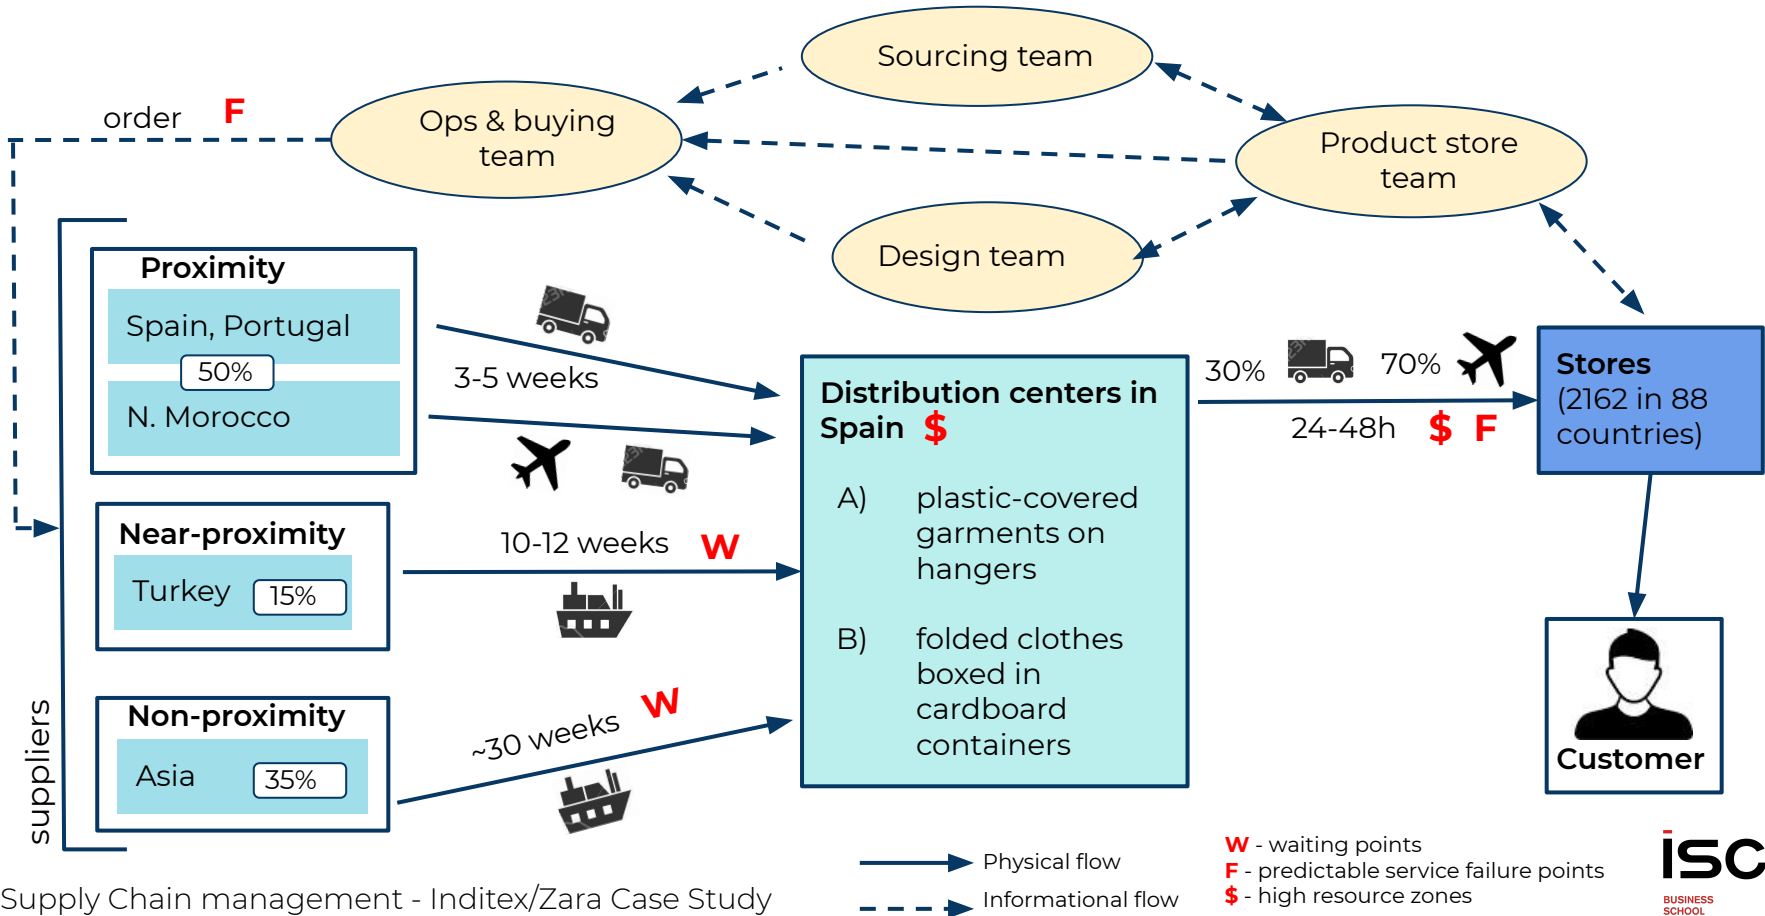 Sourcing team
order F
Ops & buying
team
Product store
team
Design team
Proximity
Spain, Portugal
50%
N. Morocco
3-5 weeks
Near-proximity
Turkey 15%
10-12 weeks W
Non-proximity
Asia 35%
~30 weeks W
suppliers
Distribution centers in
Spain $
A) plastic-covered
garments on
hangers
B) folded clothes
boxed in
cardboard
containers
30% 70%
24-48h $ F
Stores
(2162 in 88
countries)
Customer
Physical flow
Informational flow
W - waiting points
F - predictable service failure points
$ - high resource zones
Supply Chain management - Inditex/Zara Case Study
ISC
BUSINESS
SCHOOL